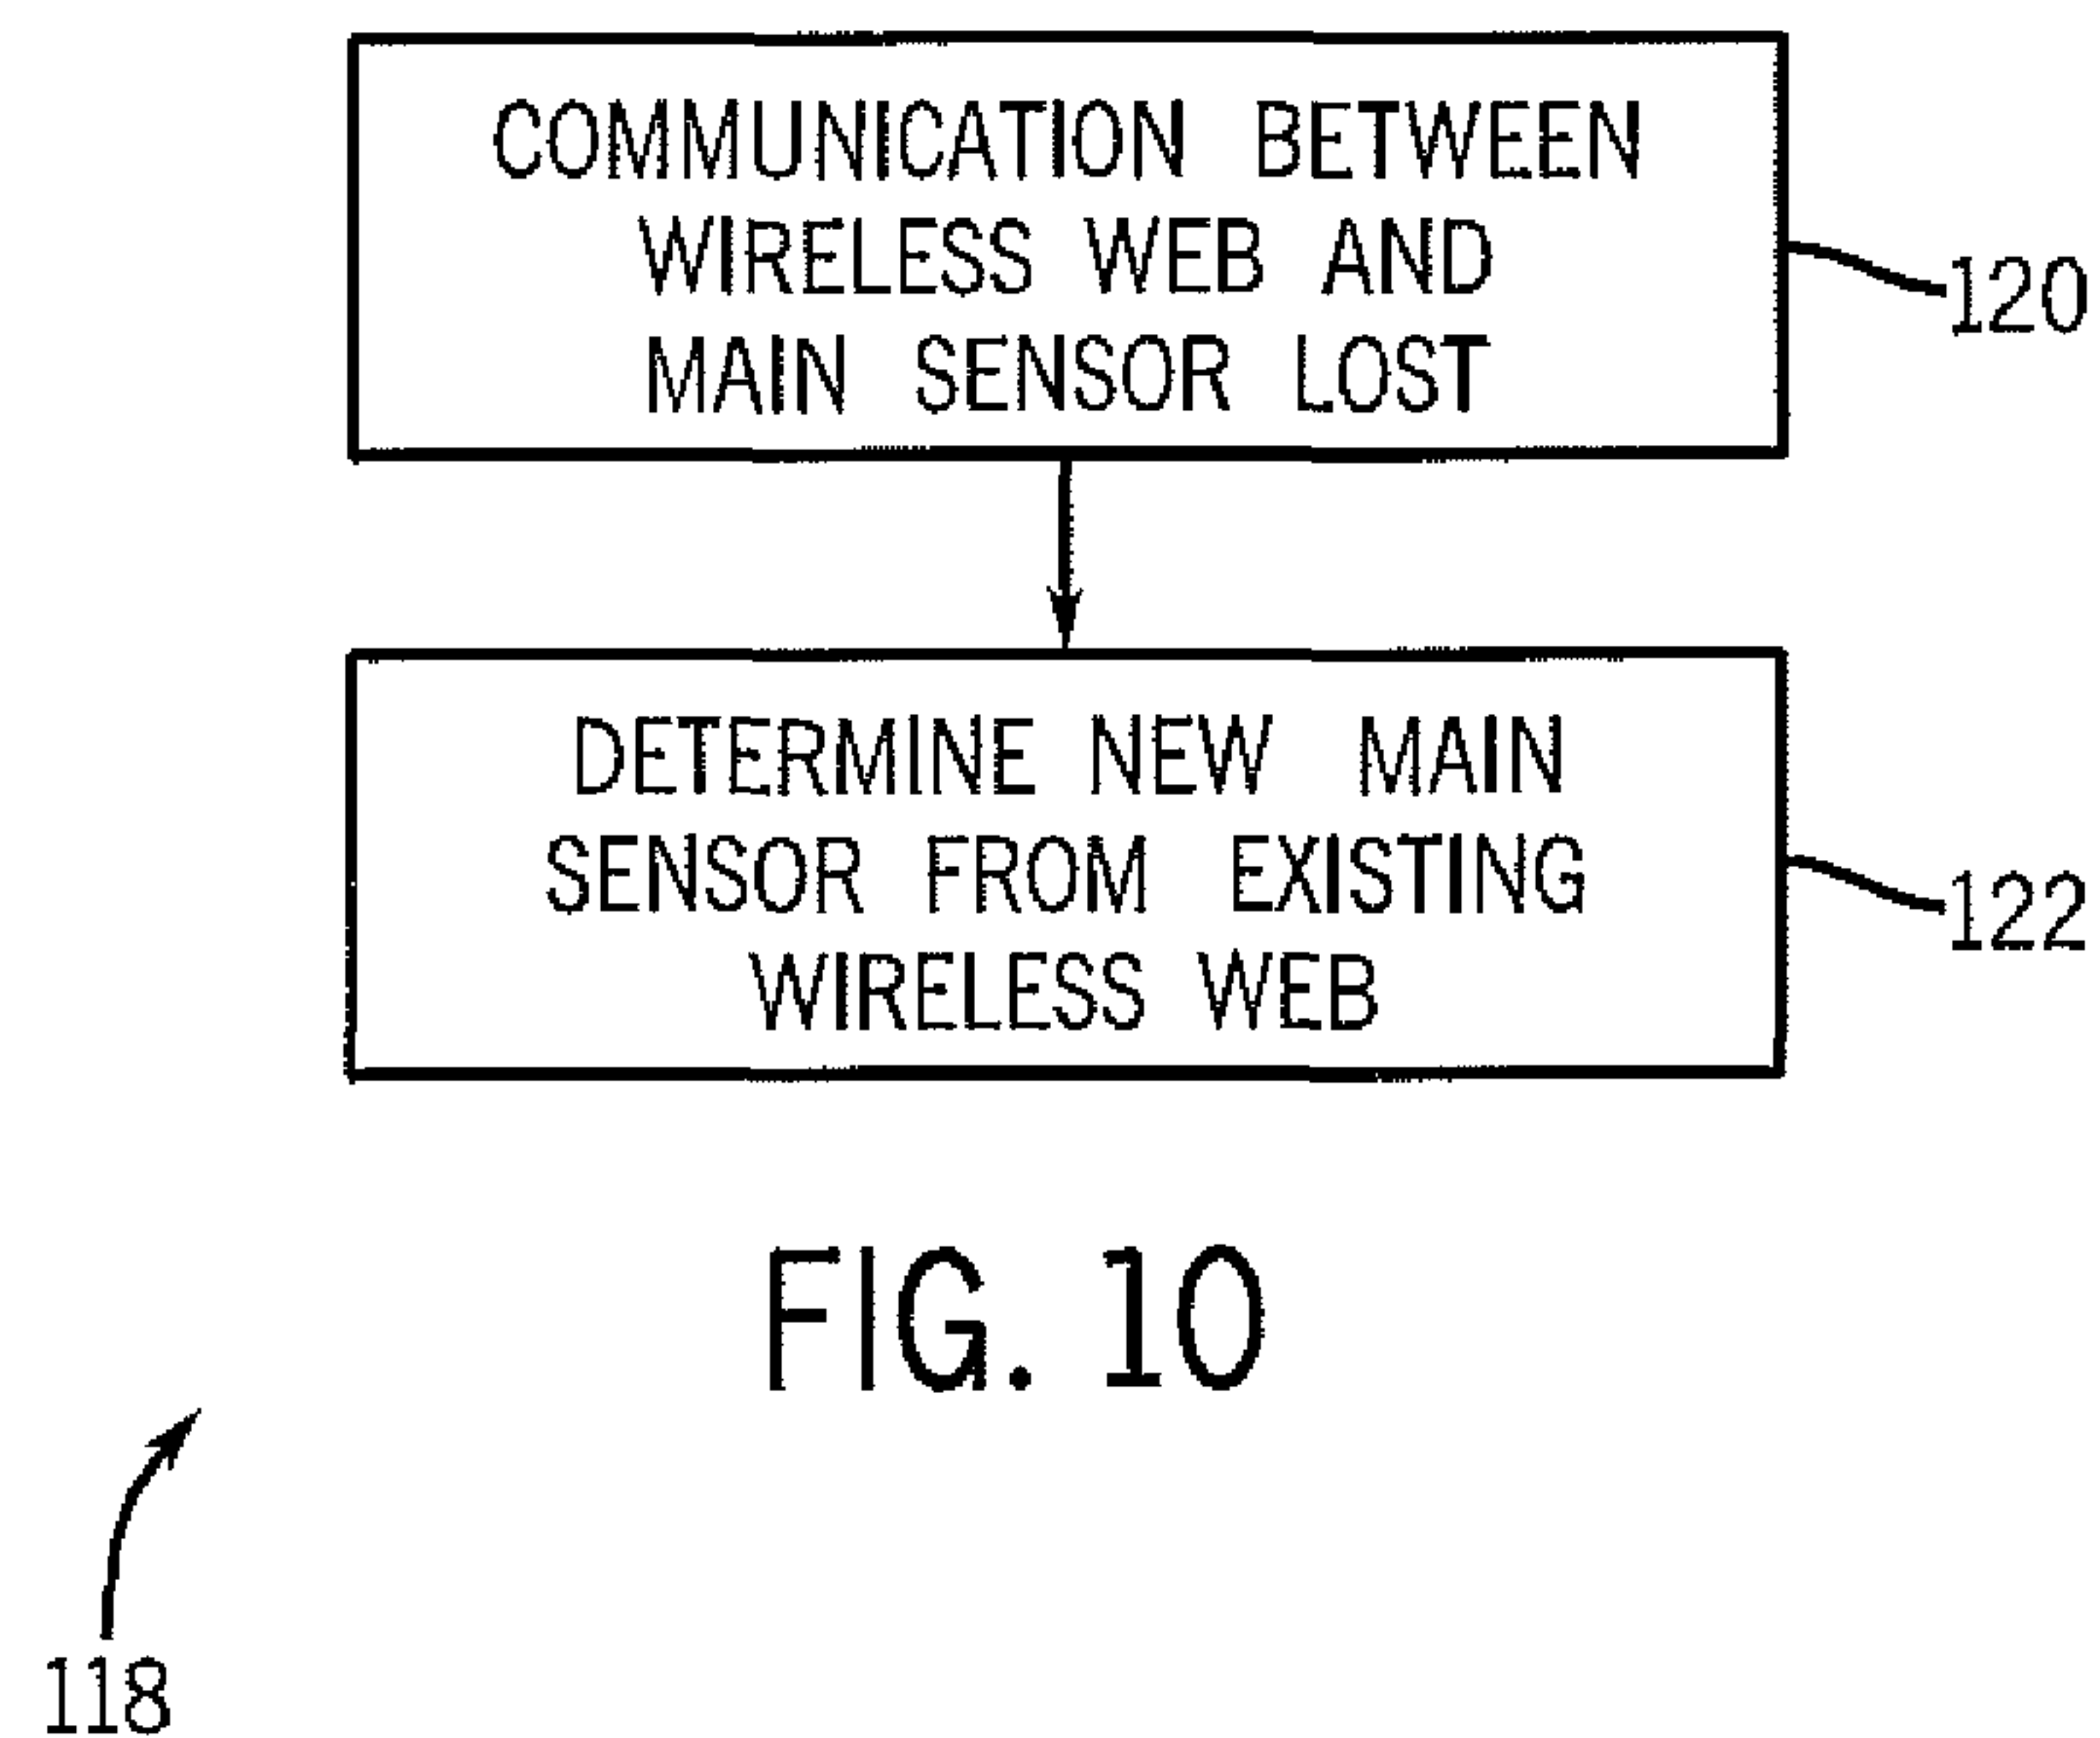 COMMUNICATION BETWEEN
WIRELESS WEB AND
MAIN SENSOR LOST
120
DETERMINE NEW MAIN
SENSOR FROM EXISTING
WIRELESS WEB
122
FIG. 10
118